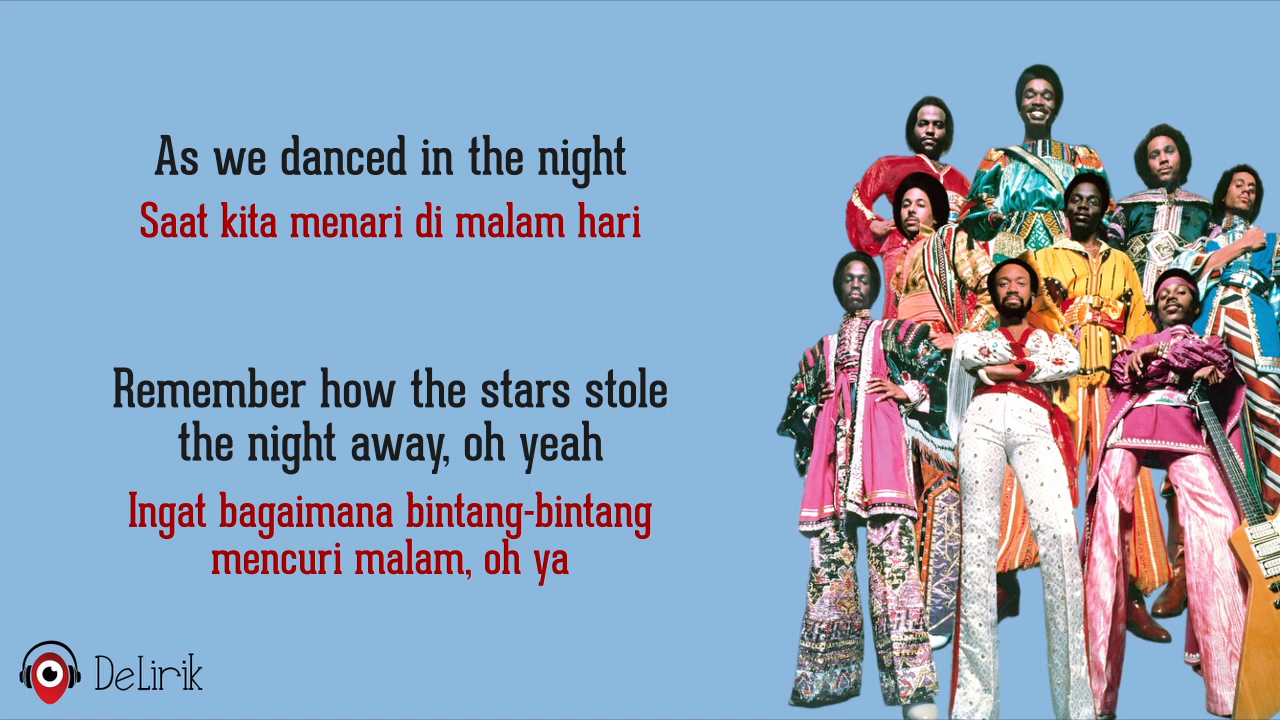 As we danced in the night
Saat kita menari di malam hari
Remember how the stars stole
the night away, oh yeah
Ingat bagaimana bintang-bintang
mencuri malam, oh ya
DeLirik